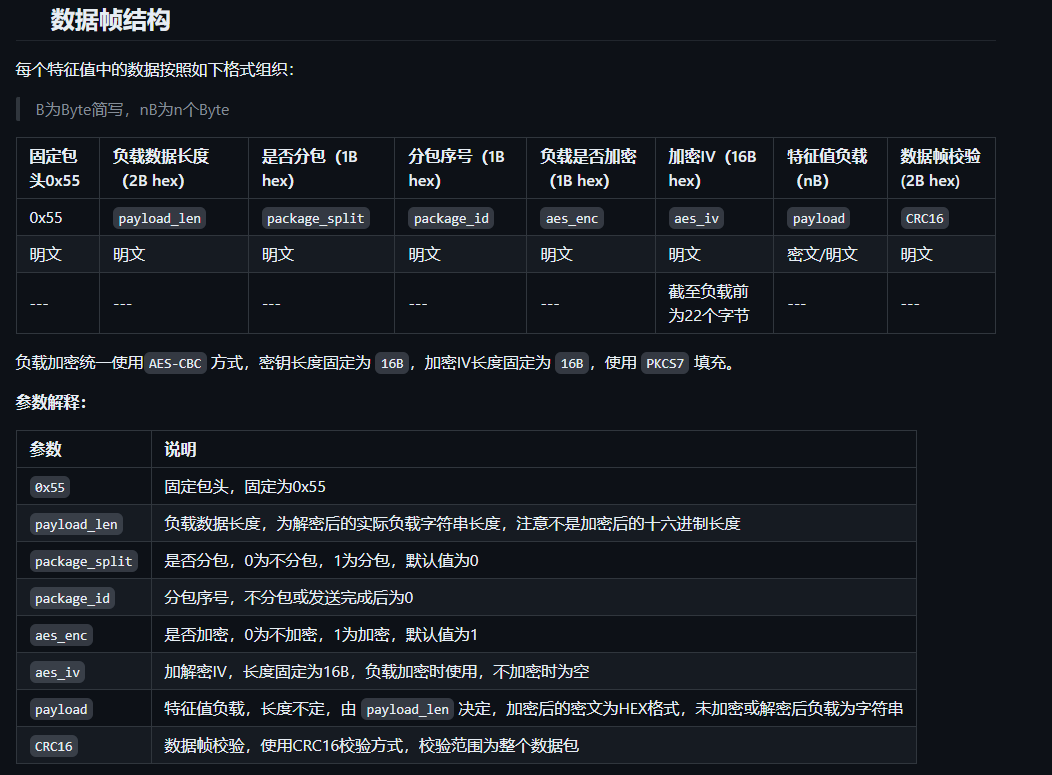 数据帧结构
每个特征值中的数据按照如下格式组织：
B为Byte简写，nB为n个Byte
固定包头0x55 负载数据长度（2B hex） 是否分包（1B hex） 分包序号（1B hex） 负载是否加密（1B hex） 加密IV（16B hex） 特征值负载（nB） 数据帧校验(2B hex)
0x55 payload_len package_split package_id aes_enc aes_iv payload CRC16
明文 明文 明文 明文 明文 明文 密文/明文 明文
--- --- --- --- --- 截至负载前为22个字节 --- ---
负载加密统一使用 AES-CBC 方式，密钥长度固定为 16B，加密IV长度固定为 16B，使用 PKCS7 填充。
参数解释：
参数 说明
0x55 固定包头，固定为0x55
payload_len 负载数据长度，为解密后的实际负载字符串长度，注意不是加密后的十六进制长度
package_split 是否分包，0为不分包，1为分包，默认值为0
package_id 分包序号，不分包或发送完成后为0
aes_enc 是否加密，0为不加密，1为加密，默认值为1
aes_iv 加解密IV，长度固定为16B，负载加密时使用，不加密时为空
payload 特征值负载，长度不定，由 payload_len 决定，加密后的密文为HEX格式，未加密或解密后负载为字符串
CRC16 数据帧校验，使用CRC16校验方式，校验范围为整个数据包